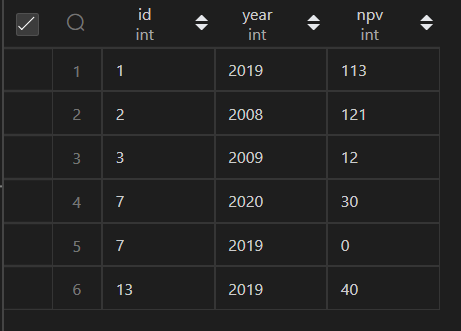 id year npv
int int int
1 1 2019 113
2 2 2008 121
3 3 2009 12
4 7 2020 30
5 7 2019 0
6 13 2019 40